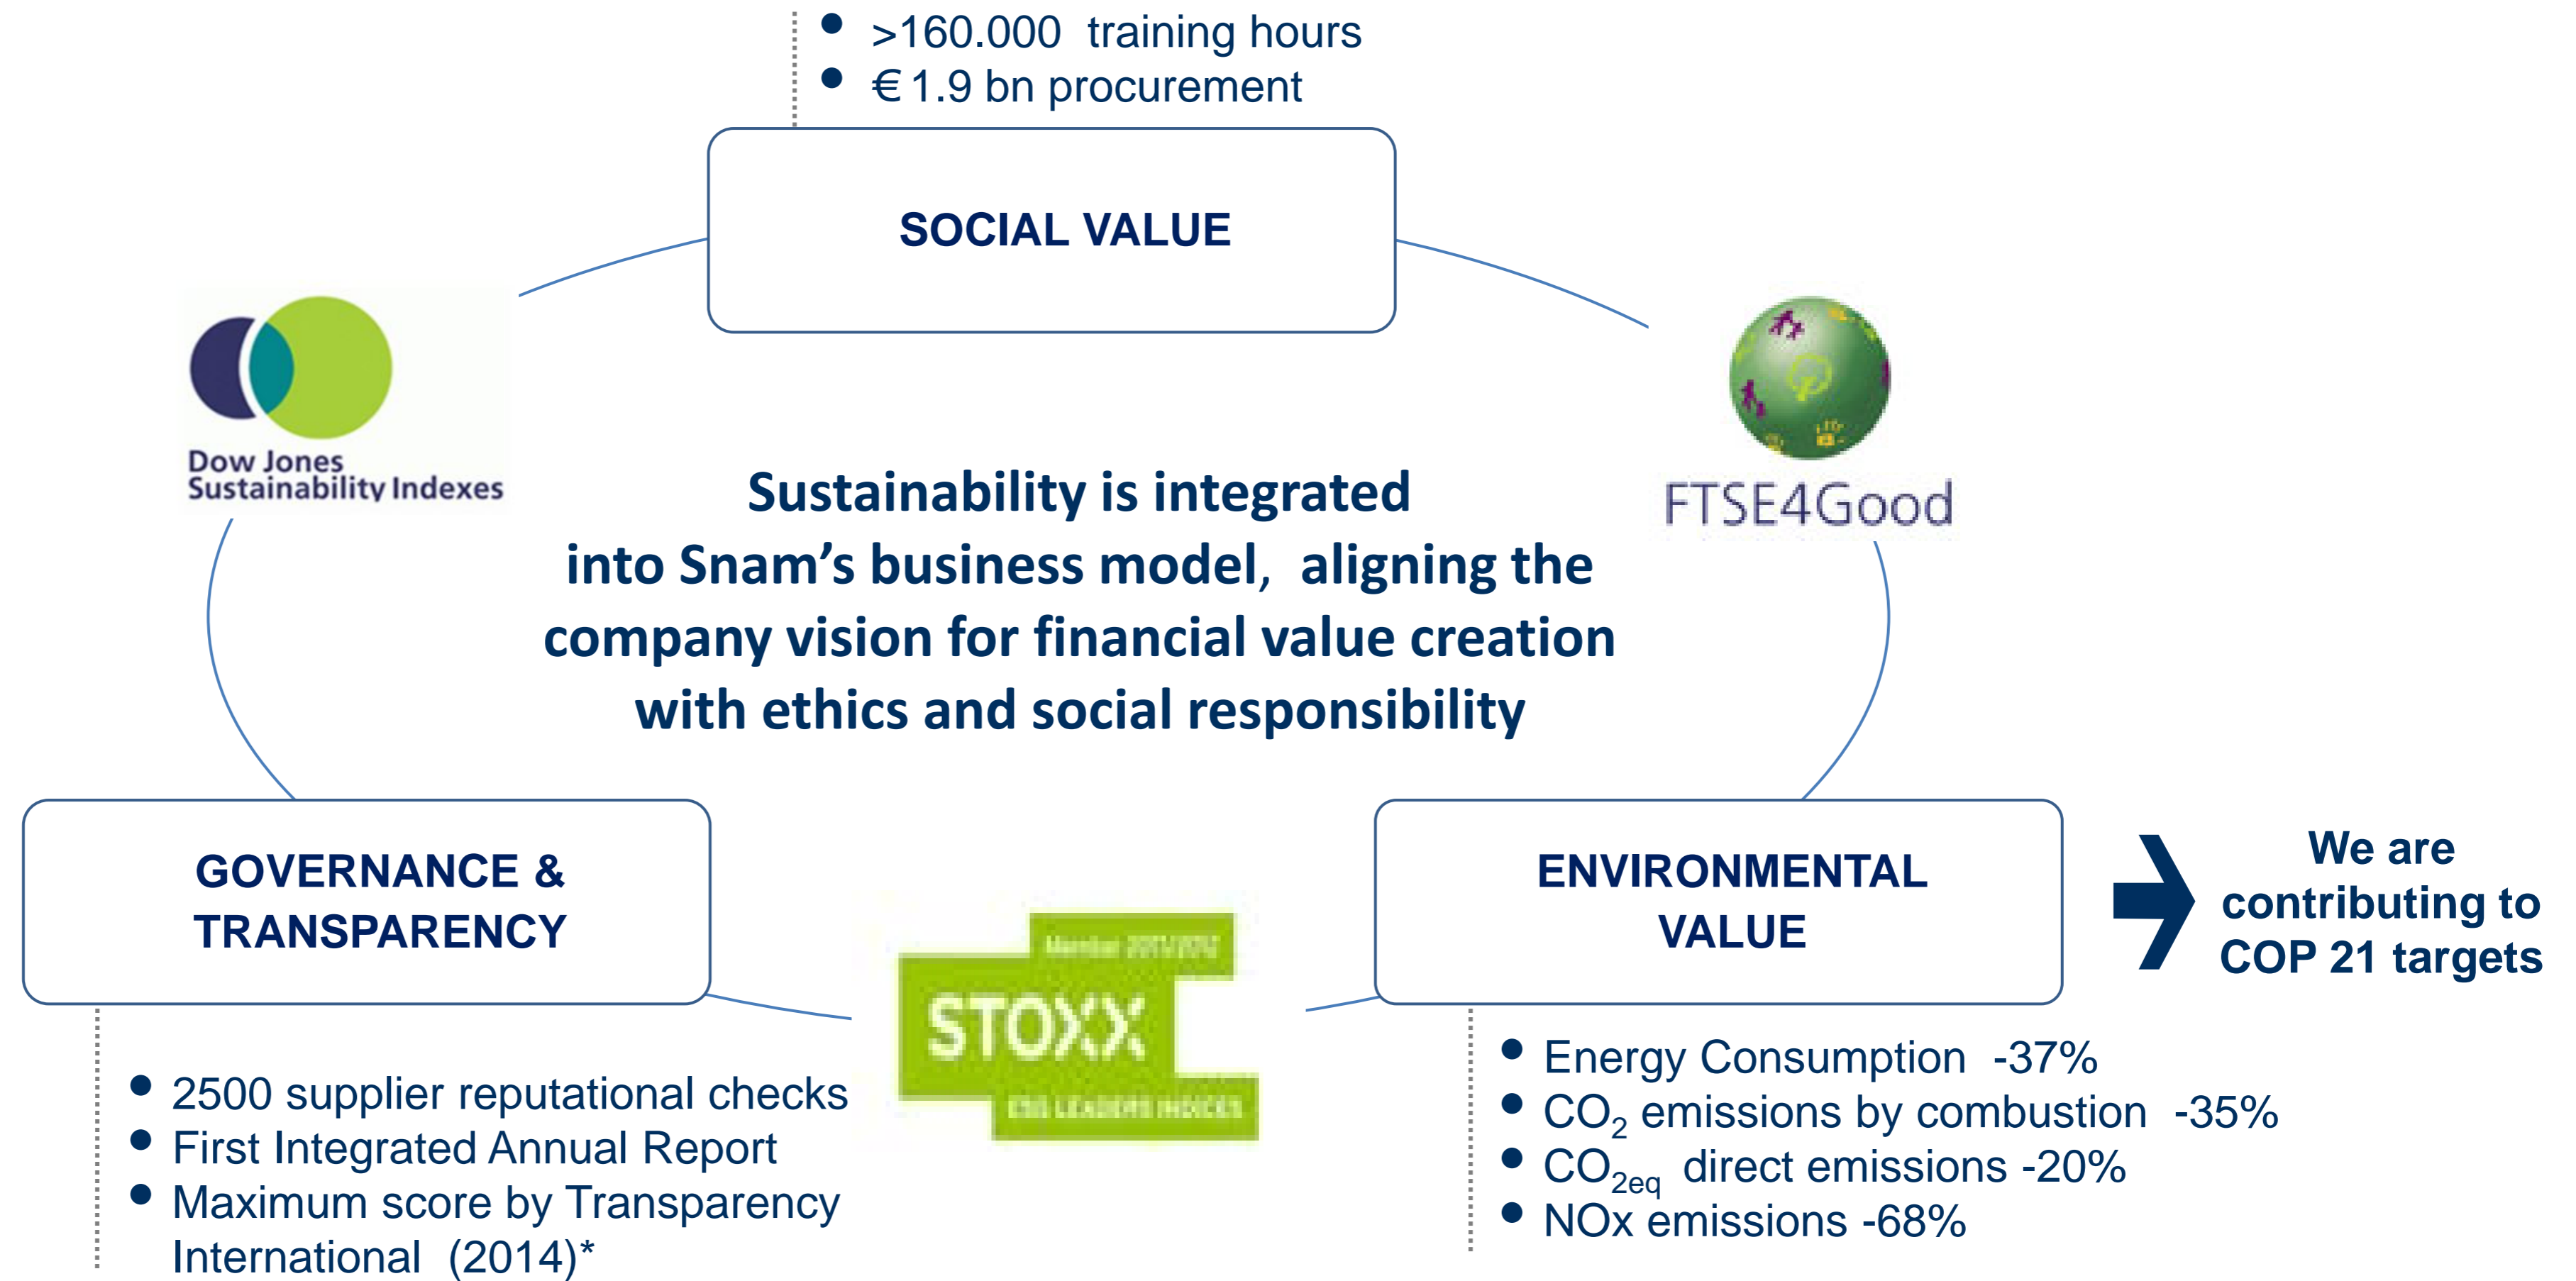 • >160.000 training hours
• € 1.9 bn procurement
SOCIAL VALUE
Dow Jones
Sustainability Indexes
FTSE4Good
Sustainability is integrated
into Snam’s business model, aligning the
company vision for financial value creation
with ethics and social responsibility
GOVERNANCE &
TRANSPARENCY
ENVIRONMENTAL
VALUE
We are
contributing to
COP 21 targets
STOXX
• 2500 supplier reputational checks
• First Integrated Annual Report
• Maximum score by Transparency
International (2014)*
• Energy Consumption -37%
• CO₂ emissions by combustion -35%
• CO₂eq direct emissions -20%
• NOx emissions -68%